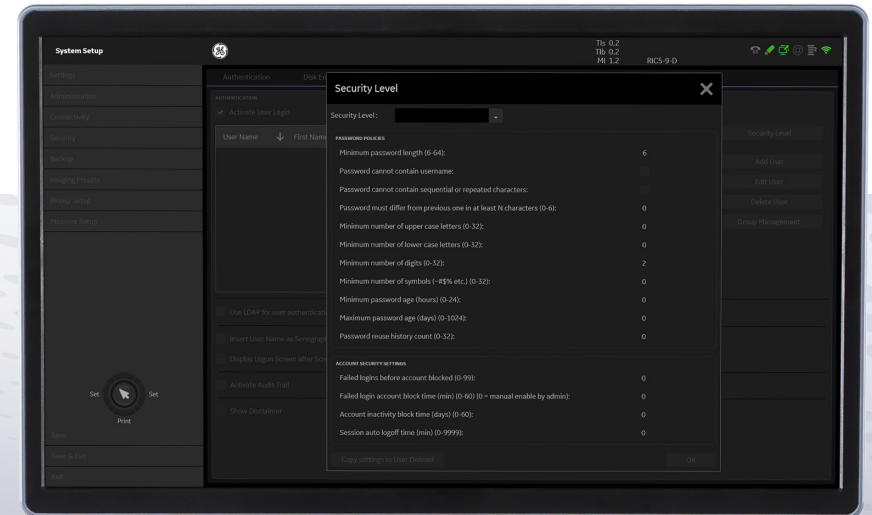 System Setup
TIs 0.2
TIb 0.2
MI 1.2
RIC5-9-D
Settings
Administration
Connectivity
Security
Backup
Imaging Presets
Measure Setup
Set
Set
Print
Save
Save & Exit
Exit
Authentication
Disk En
AUTHENTICATION
Activate User Login
User Name
First Name
Use LDAP for user authenticati
Insert User Name as Sonograph
Display Logon Screen after Scre
Activate Audit Trail
Show Disclaimer
Security Level
Add User
Edit User
Delete User
Group Management
Security Level
Security Level :
PASSWORD POLICIES
Minimum password length (6-64): 6
Password cannot contain username:
Password cannot contain sequential or repeated characters:
Password must differ from previous one in at least N characters (0-6): 0
Minimum number of upper case letters (0-32): 0
Minimum number of lower case letters (0-32): 0
Minimum number of digits (0-32): 2
Minimum number of symbols (~#$% etc.) (0-32): 0
Minimum password age (hours) (0-24): 0
Maximum password age (days) (0-1024): 0
Password reuse history count (0-32): 0
ACCOUNT SECURITY SETTINGS
Failed logins before account blocked (0-99): 0
Failed login account block time (min) (0-60) (0 = manual enable by admin): 0
Account inactivity block time (days) (0-60): 0
Session auto logoff time (min) (0-9999): 0
Copy settings to User Defined
OK